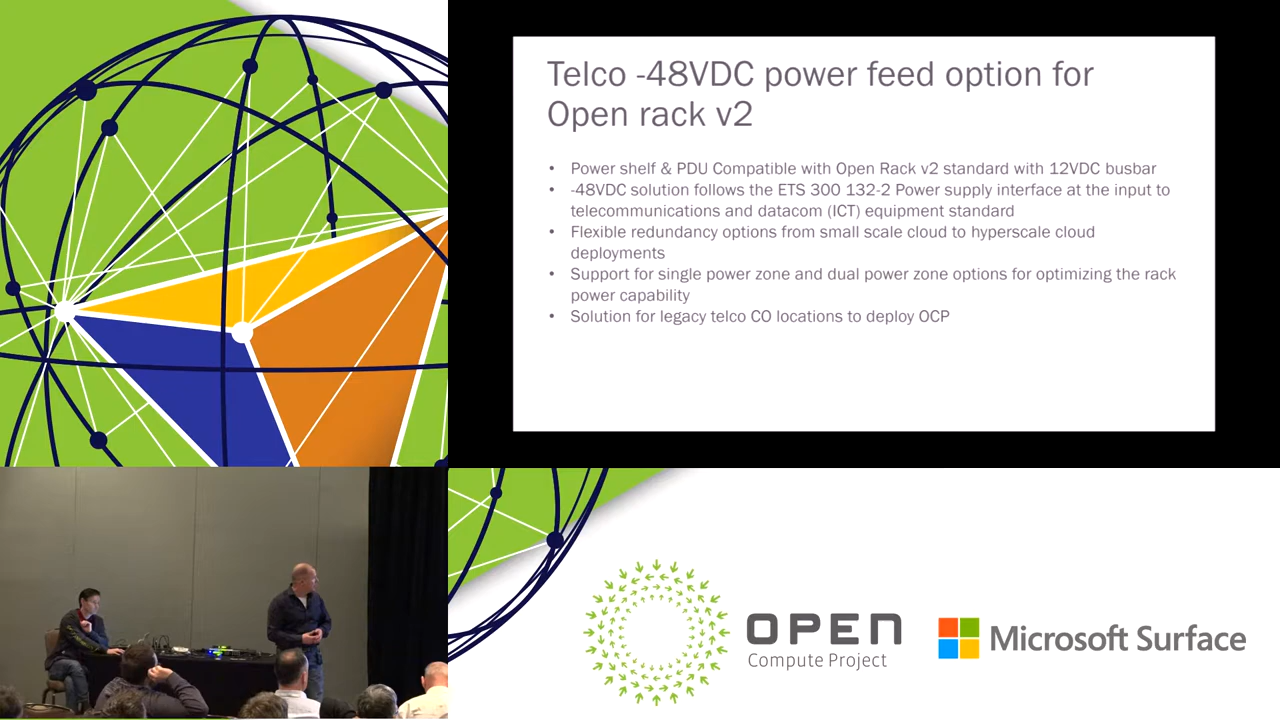 Telco -48VDC power feed option for
Open rack v2
• Power shelf & PDU Compatible with Open Rack v2 standard with 12VDC busbar
• -48VDC solution follows the ETS 300 132-2 Power supply interface at the input to
telecommunications and datacom (ICT) equipment standard
• Flexible redundancy options from small scale cloud to hyperscale cloud
deployments
• Support for single power zone and dual power zone options for optimizing the rack
power capability
• Solution for legacy telco CO locations to deploy OCP
OPEN
Compute Project
Microsoft Surface